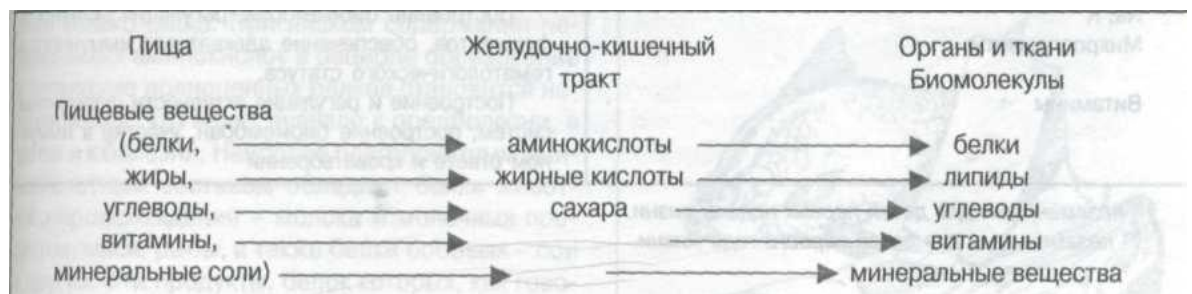 Пища Желудочно-кишечный Органы и ткани
тракт Биомолекулы
Пищевые вещества
(белки, аминокислоты белки
жиры, жирные кислоты липиды
углеводы, сахара углеводы
витамины, витамины
минеральные соли) минеральные вещества